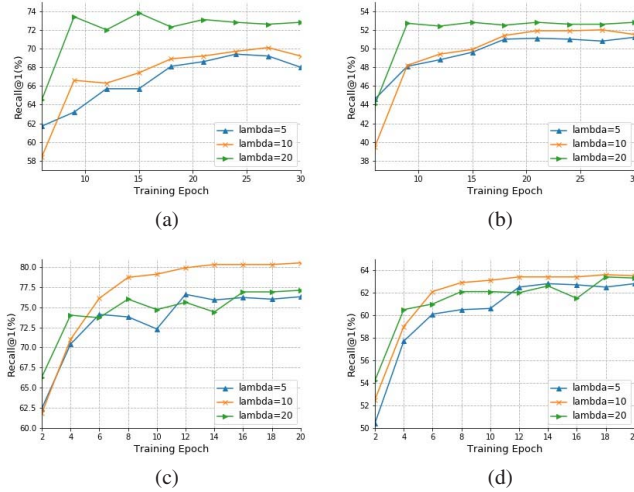 74
72
70
68
66
64
62
60
58
Recall@1(%)
lambda=5
lambda=10
lambda=20
10 15 20 25 30
Training Epoch
(a)
54
52
50
48
46
44
42
40
38
Recall@1(%)
lambda=5
lambda=10
lambda=20
10 15 20 25
Training Epoch
(b)
80.0
77.5
75.0
72.5
70.0
67.5
65.0
62.5
60.0
Recall@1(%)
lambda=5
lambda=10
lambda=20
2 4 6 8 10 12 14 16 18 20
Training Epoch
(c)
64
62
60
58
56
54
52
50
Recall@1(%)
lambda=5
lambda=10
lambda=20
2 4 6 8 10 12 14 16 18
Training Epoch
(d)